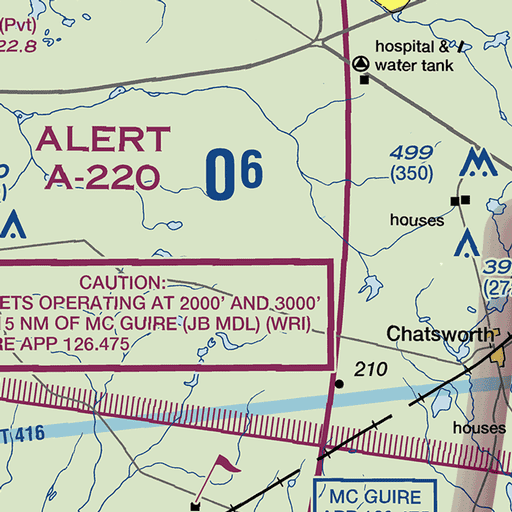 (Pvt)
22.8
hospital &
water tank
ALERT
A-220
06
499
(350)
houses
CAUTION:
ETS OPERATING AT 2000' AND 3000'
5 NM OF MC GUIRE (JB MDL) (WRI)
RE APP 126.475
39
(27
Chatsworth
210
T 416
houses
MC GUIRE